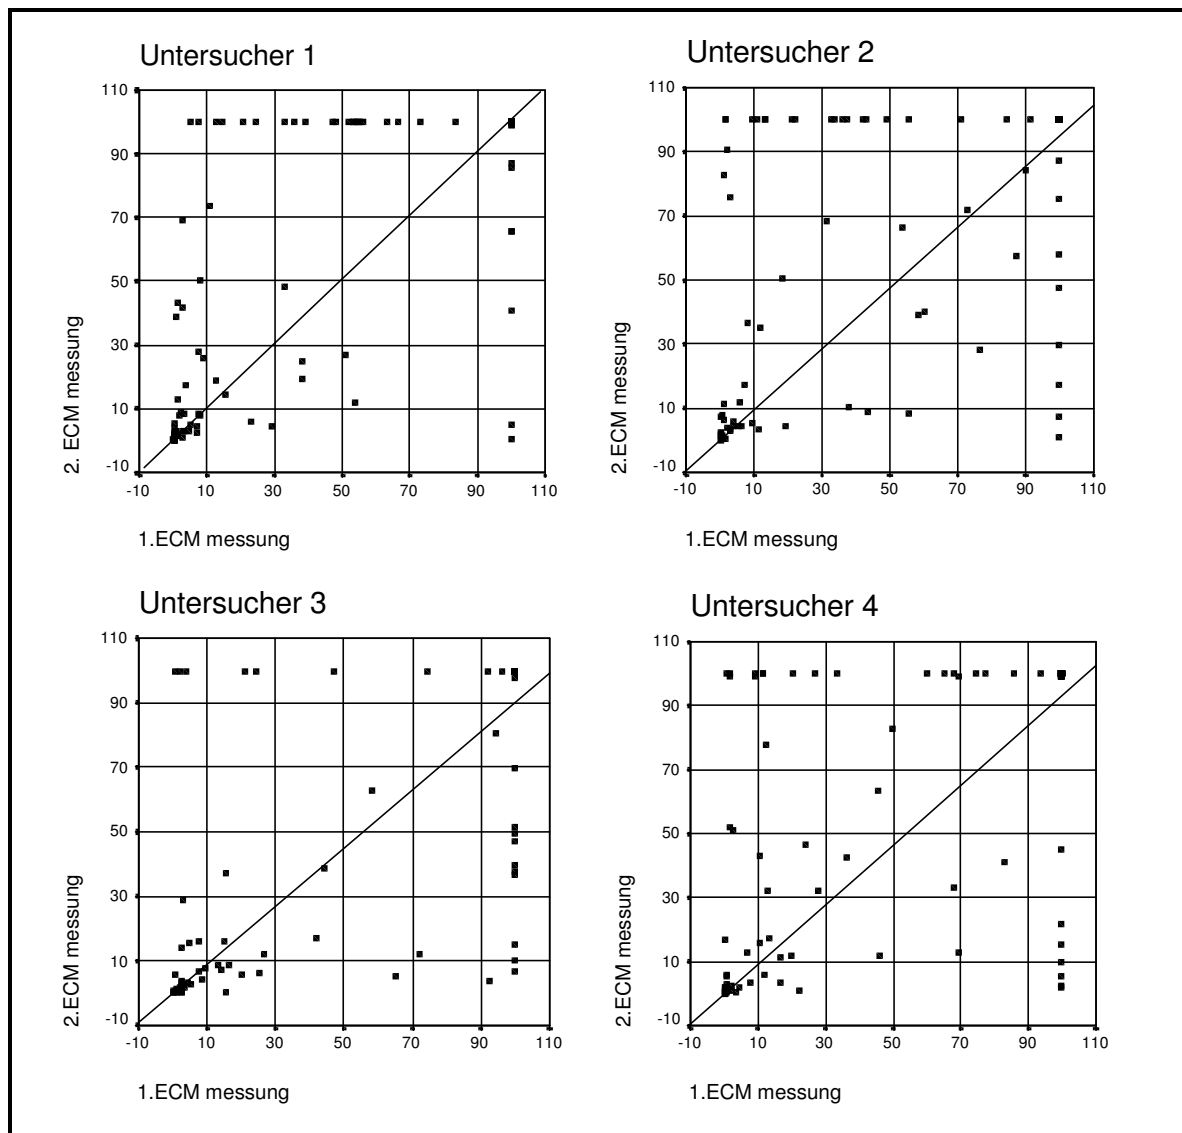 Untersucher 1
110
90
70
50
30
10
-10
2. ECM messung
-10 10 30 50 70 90 110
1.ECM messung
Untersucher 2
110
90
70
50
30
10
-10
2.ECM messung
-10 10 30 50 70 90 110
1.ECM messung
Untersucher 3
110
90
70
50
30
10
-10
2.ECM messung
-10 10 30 50 70 90 110
1.ECM messung
Untersucher 4
110
90
70
50
30
10
-10
2.ECM messung
-10 10 30 50 70 90 110
1.ECM messung